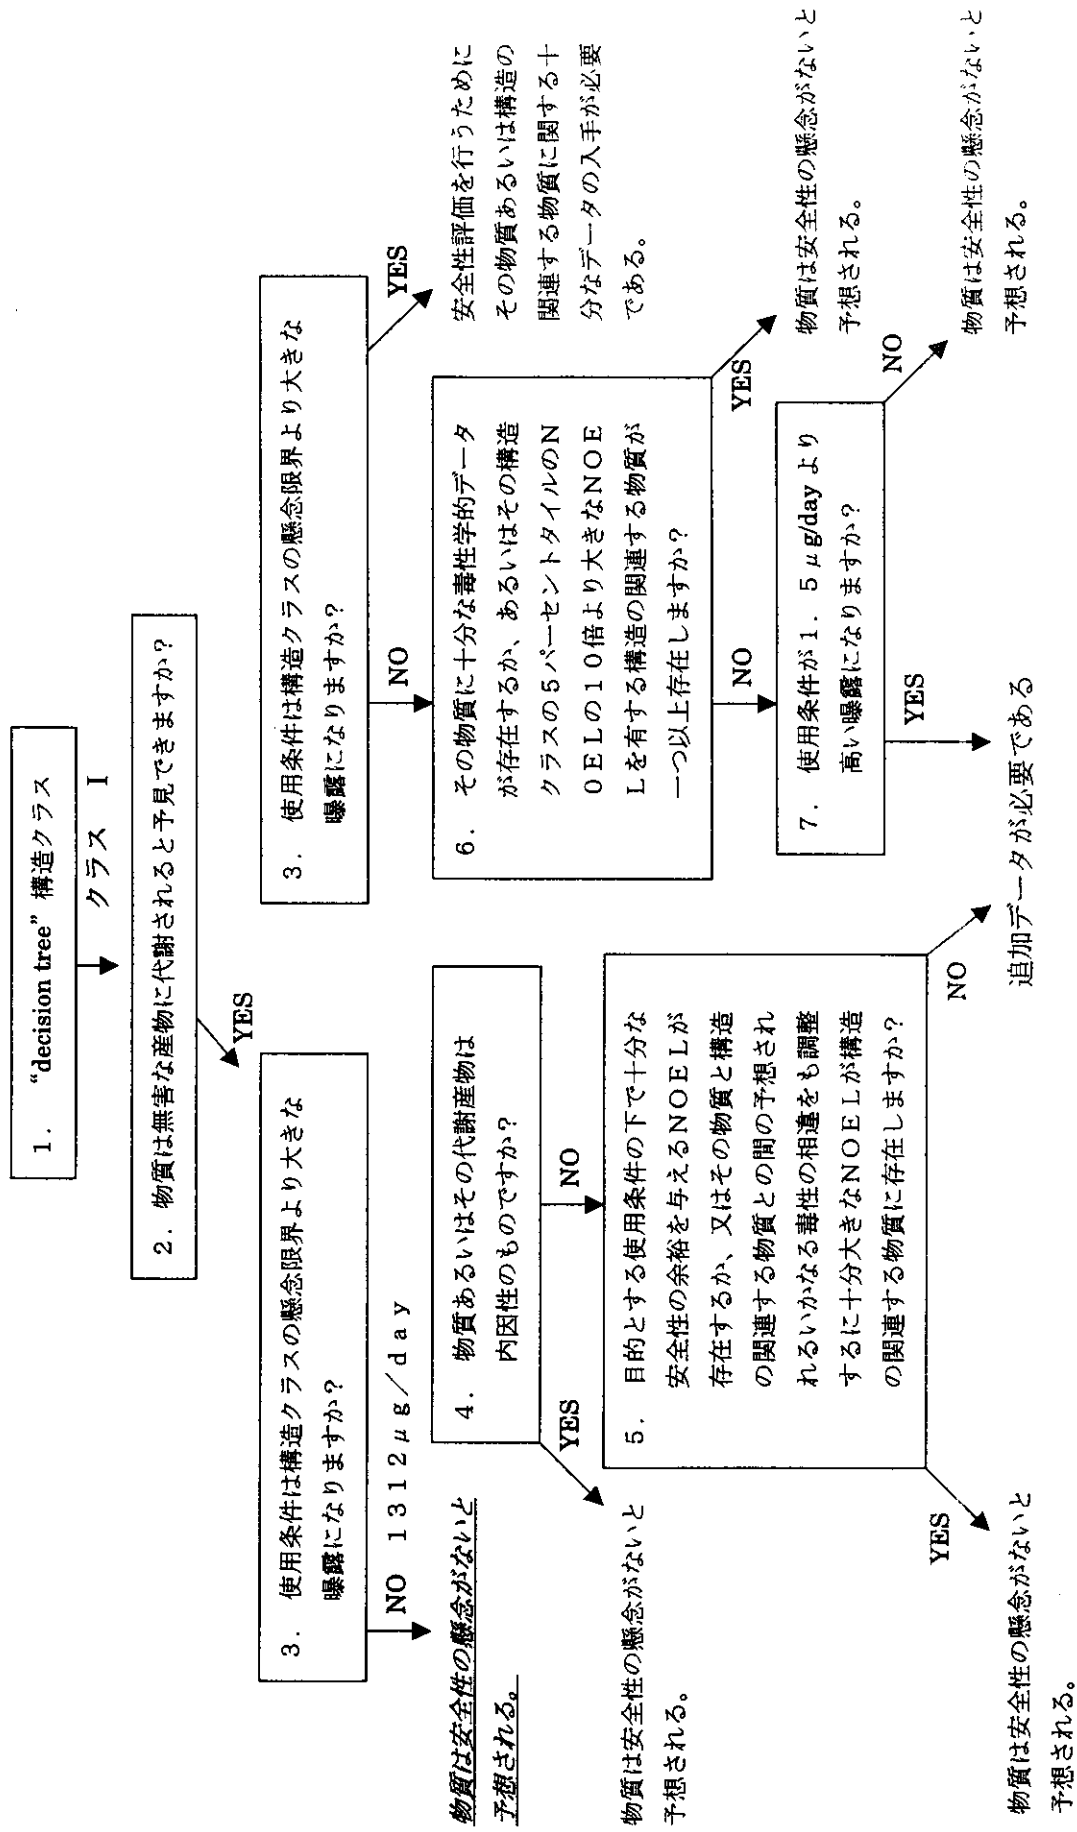 1. “decision tree” 構造クラス
クラス I
2. 物質は無害な産物に代謝されると予見できますか?
YES
3. 使用条件は構造クラスの懸念限界より大きな
曝露になりますか?
NO 1312μg/day
物質は安全性の懸念がないと
予想される。
4. 物質あるいはその代謝産物は
内因性のものですか?
YES
物質は安全性の懸念がないと
予想される。
NO
5. 目的とする使用条件の下で十分な
安全性の余裕を与えるNOELが
存在するか、又はその物質と構造
の関連する物質との間の予想され
れるいかなる毒性の相違をも調整
するに十分大きなNOELが構造
の関連する物質に存在しますか?
YES
物質は安全性の懸念がないと
予想される。
NO
追加データが必要である
3. 使用条件は構造クラスの懸念限界より大きな
曝露になりますか?
YES
安全性評価を行うために
その物質あるいは構造の
関連する物質に関する十
分なデータの入手が必要
である。
NO
6. その物質に十分な毒性学的データ
が存在するか、あるいはその構造
クラスの5パーセントタイルのN
OELの10倍より大きなNOE
Lを有する構造の関連する物質が
一つ以上存在しますか?
YES
物質は安全性の懸念がないと
予想される。
NO
7. 使用条件が1.5μg/dayより
高い曝露になりますか?
NO
物質は安全性の懸念がないと
予想される。
YES